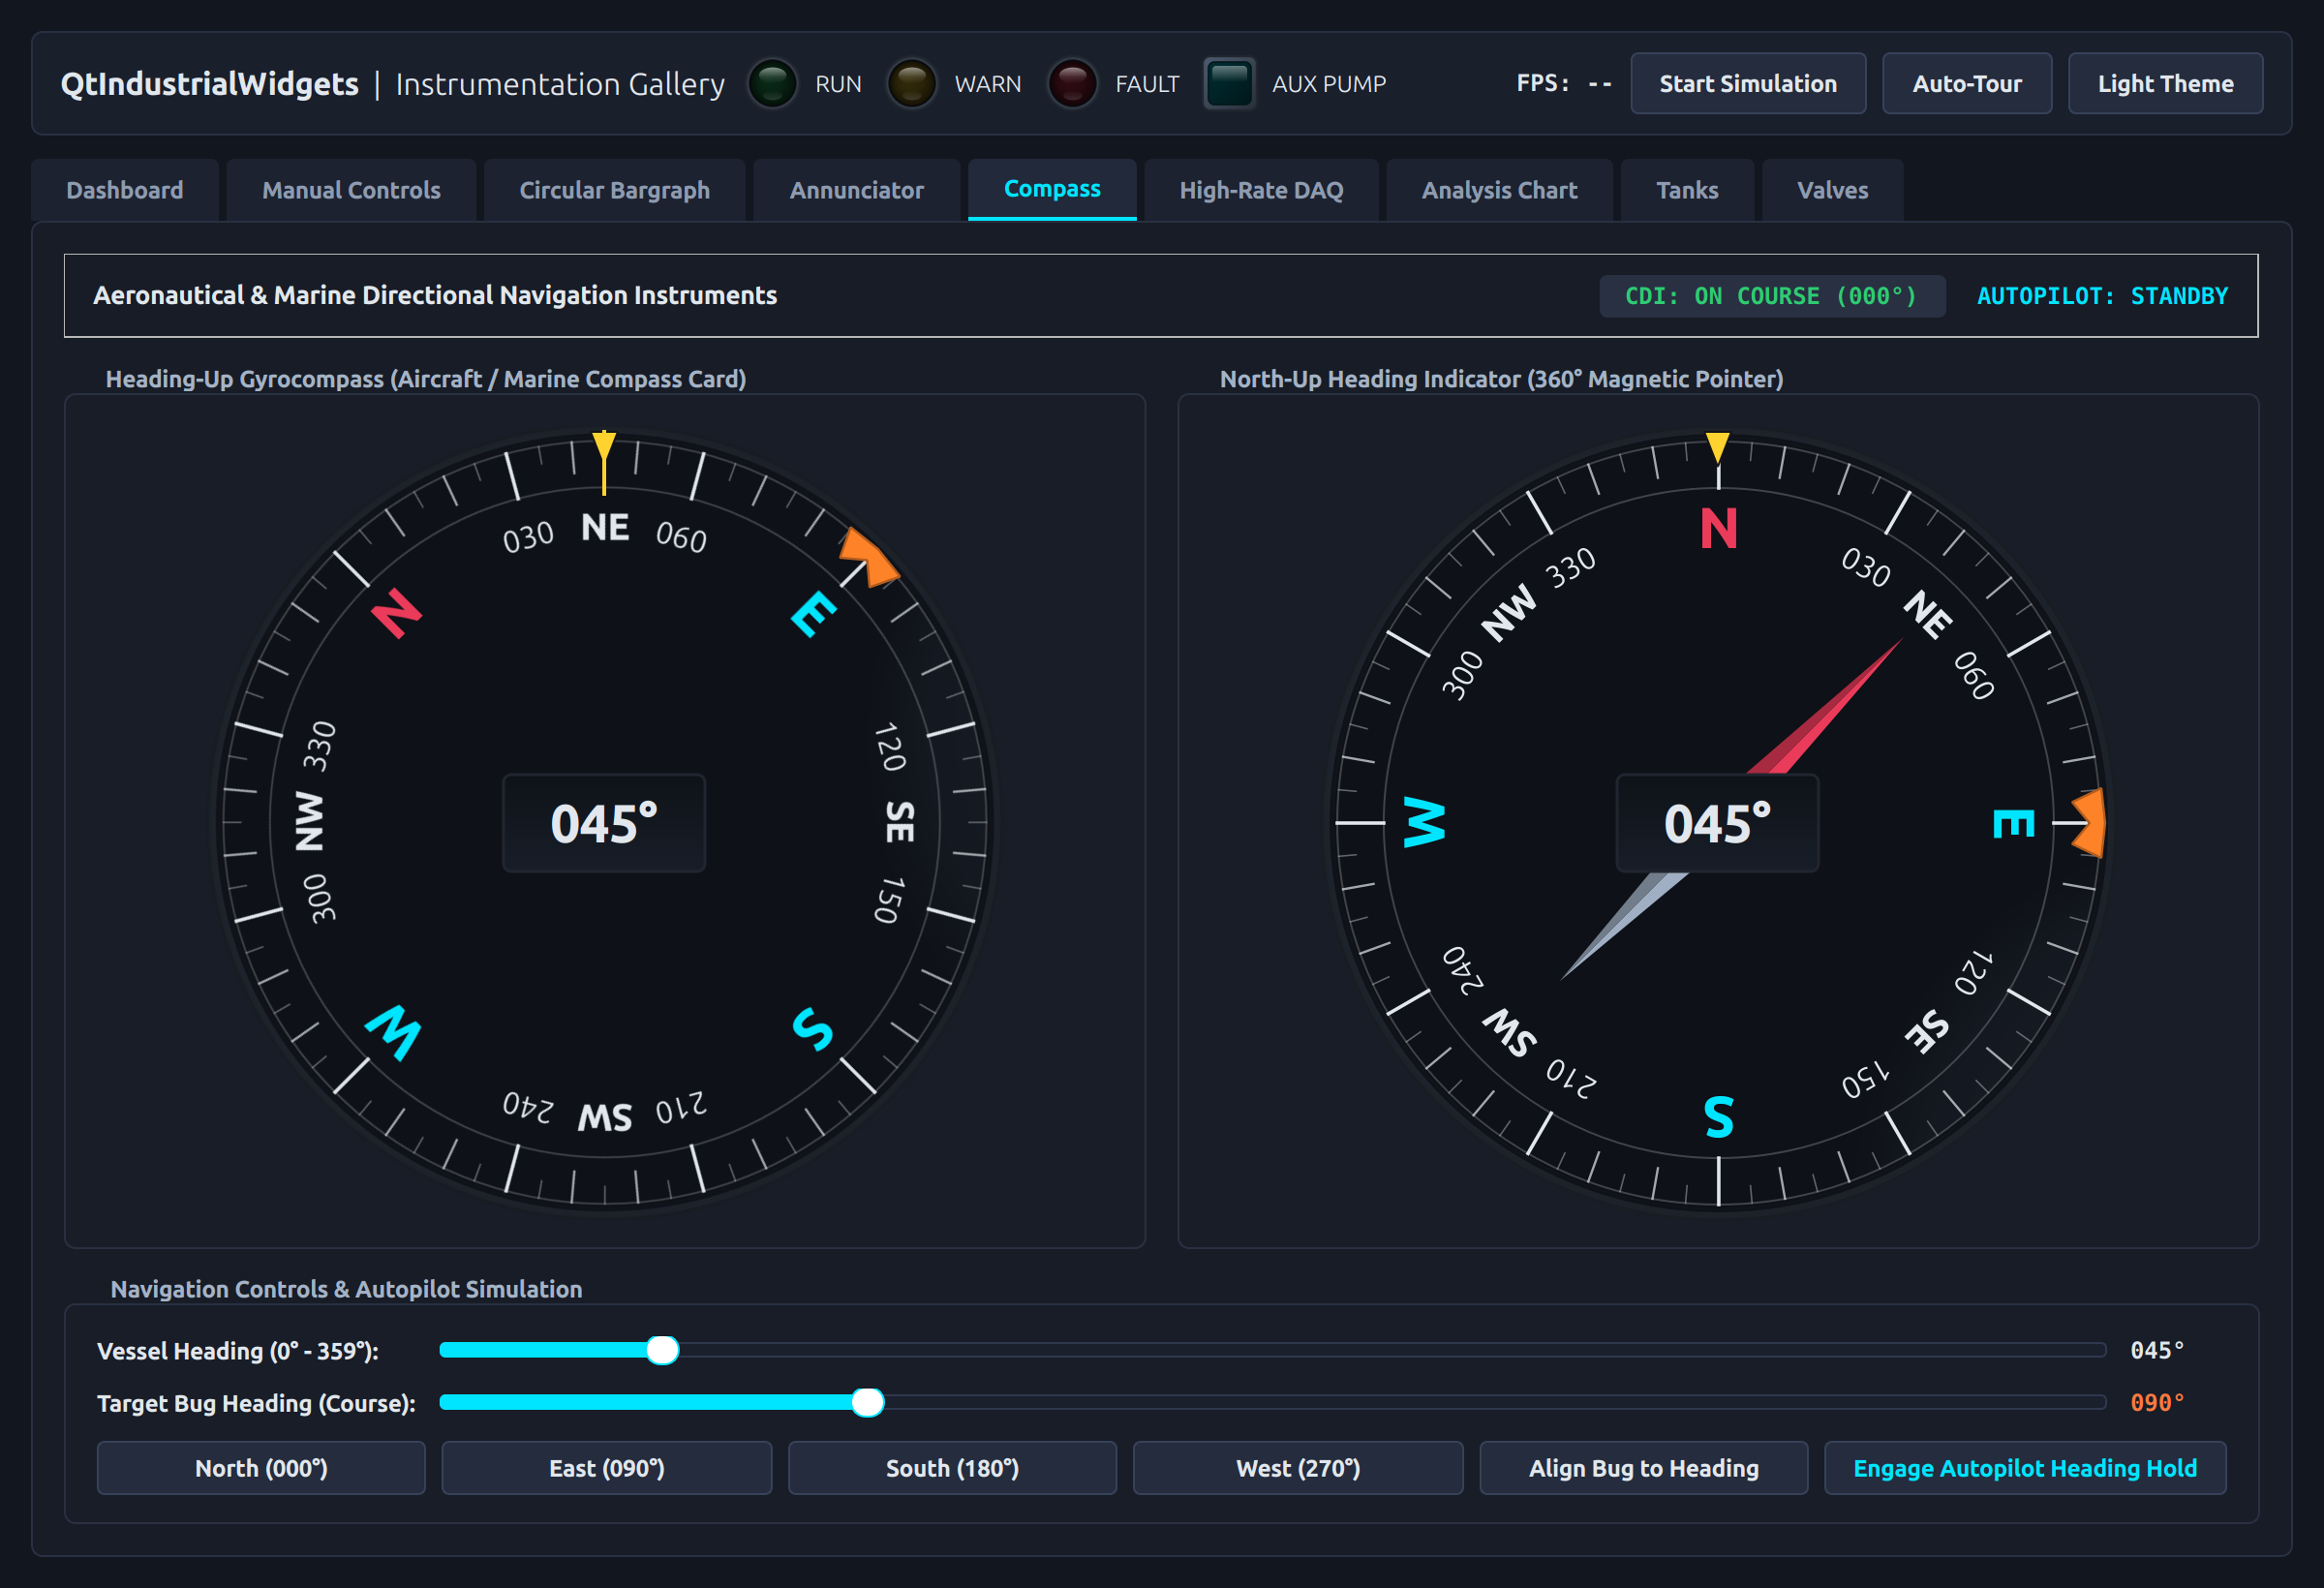 QtIndustrialWidgets | Instrumentation Gallery RUN WARN FAULT AUX PUMP FPS: -- Start Simulation Auto-Tour Light Theme
Dashboard Manual Controls Circular Bargraph Annunciator Compass High-Rate DAQ Analysis Chart Tanks Valves
Aeronautical & Marine Directional Navigation Instruments CDI: ON COURSE (000°) AUTOPILOT: STANDBY
Heading-Up Gyrocompass (Aircraft / Marine Compass Card)
030 NE 060
N E
330 120
NW 045° SE
300 150
W S
240 SW 210
North-Up Heading Indicator (360° Magnetic Pointer)
N
330 030
NW NE
300 060
W 045° E
240 120
SW SE
210 150
S
Navigation Controls & Autopilot Simulation
Vessel Heading (0° - 359°): 045°
Target Bug Heading (Course): 090°
North (000°) East (090°) South (180°) West (270°) Align Bug to Heading Engage Autopilot Heading Hold